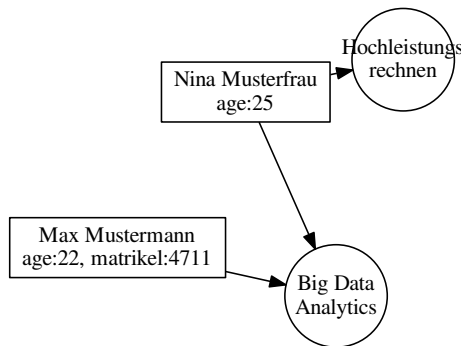 Hochleistungs
rechnen
Nina Musterfrau
age:25
Max Mustermann
age:22, matrikel:4711
Big Data
Analytics